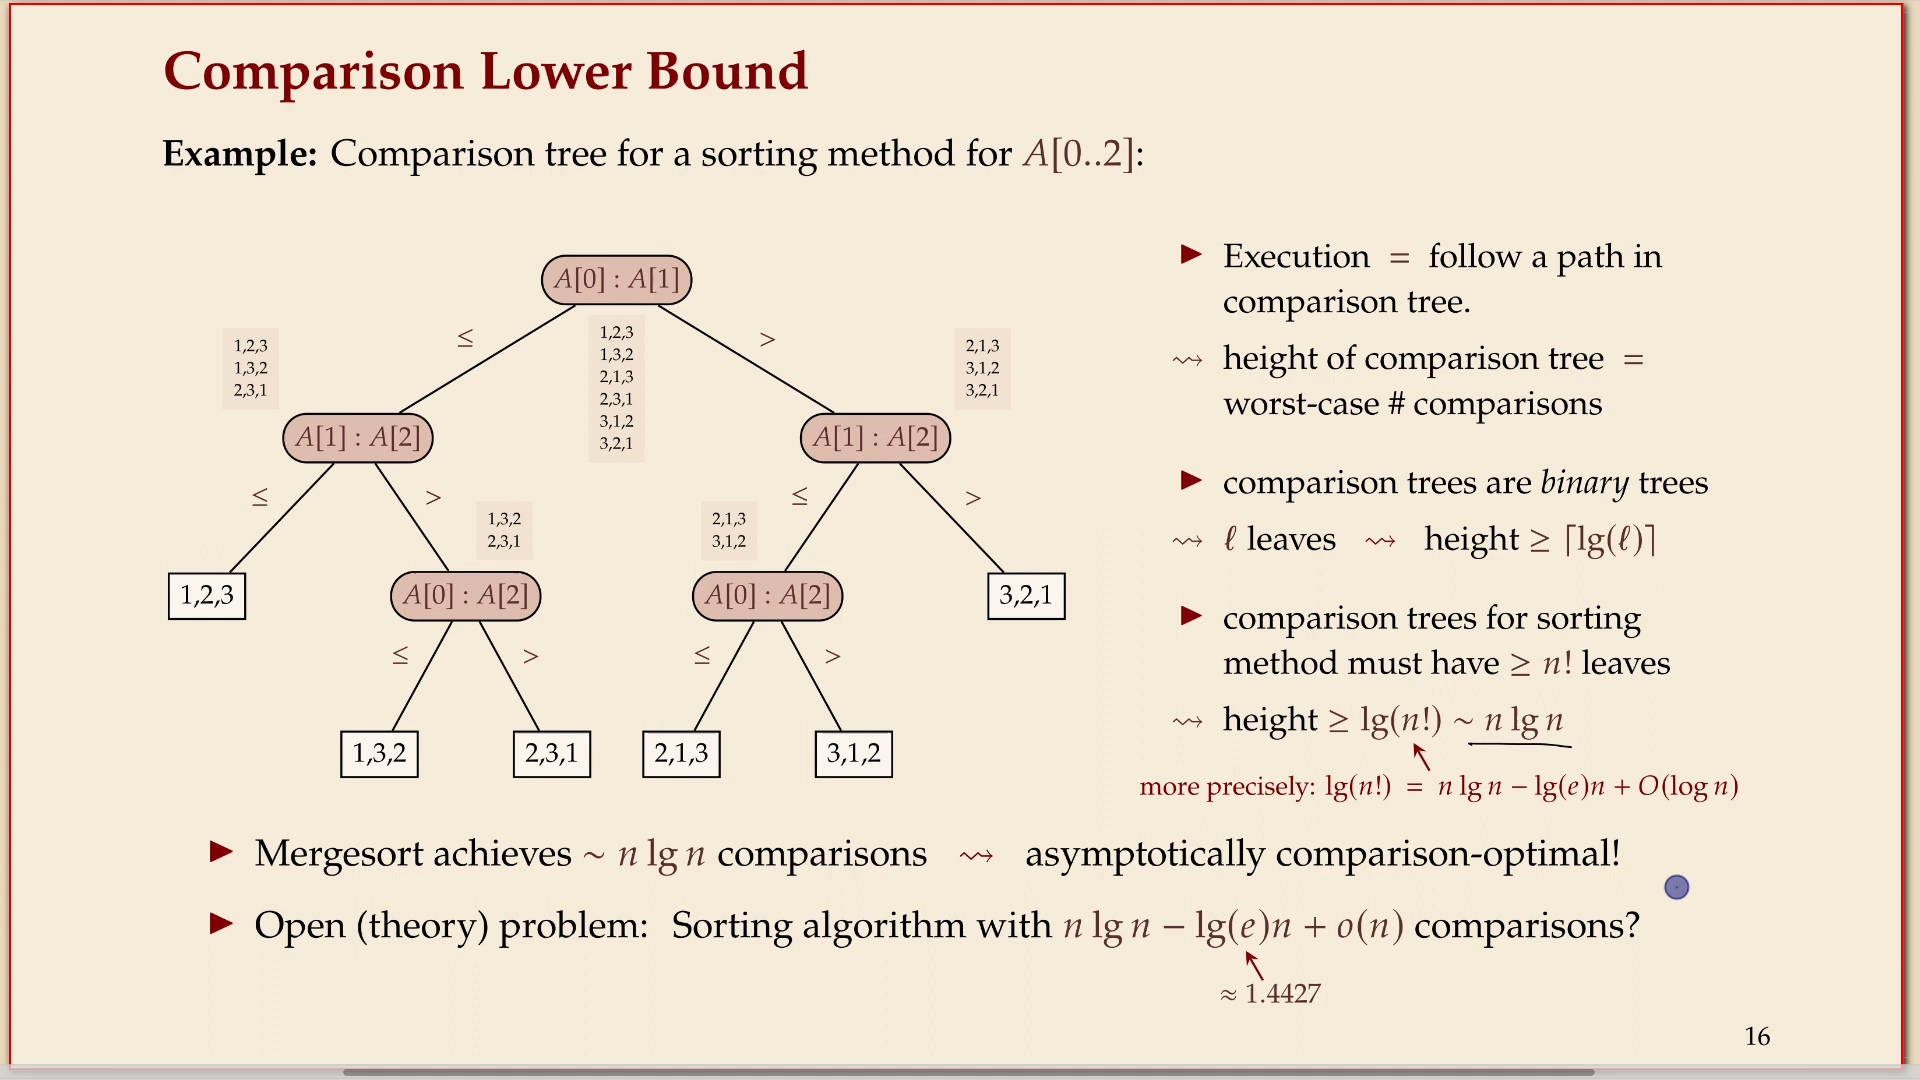 Comparison Lower Bound
Example: Comparison tree for a sorting method for A[0..2]:
A[0] : A[1]
≤
>
1,2,3
1,3,2
2,3,1
1,2,3
1,3,2
2,1,3
2,3,1
3,1,2
3,2,1
2,1,3
3,1,2
3,2,1
A[1] : A[2]
A[1] : A[2]
≤
>
≤
>
1,3,2
2,3,1
2,1,3
3,1,2
1,2,3
A[0] : A[2]
A[0] : A[2]
3,2,1
≤
>
≤
>
1,3,2
2,3,1
2,1,3
3,1,2
▶ Execution = follow a path in
comparison tree.
⇝ height of comparison tree =
worst-case # comparisons
▶ comparison trees are binary trees
⇝ ℓ leaves ⇝ height ≥ ⌈lg(ℓ)⌉
▶ comparison trees for sorting
method must have ≥ n! leaves
⇝ height ≥ lg(n!) ~ n lg n
more precisely: lg(n!) = n lg n − lg(e)n + O(log n)
▶ Mergesort achieves ~ n lg n comparisons ⇝ asymptotically comparison-optimal!
▶ Open (theory) problem: Sorting algorithm with n lg n − lg(e)n + o(n) comparisons?
≈ 1.4427
16